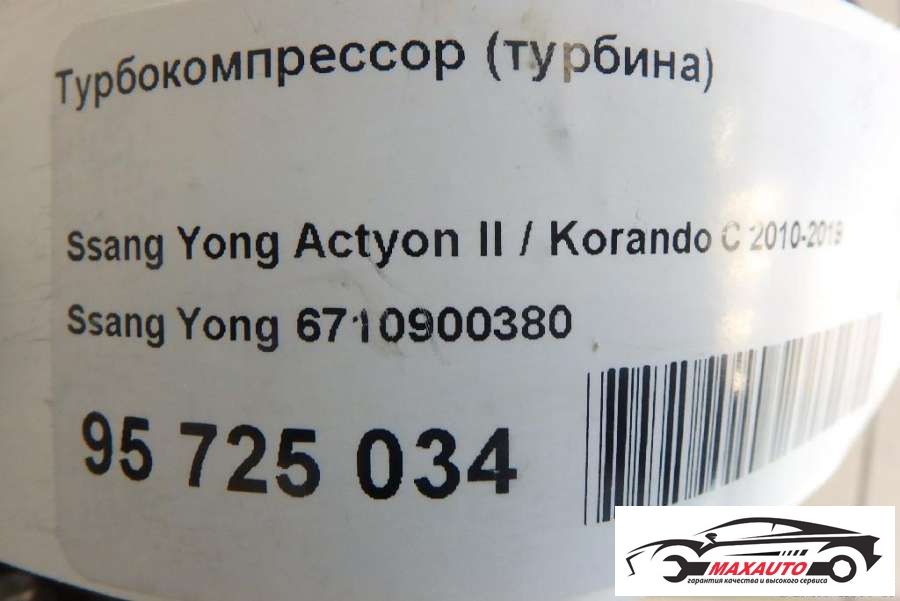 Турбокомпрессор (турбина)
Ssang Yong Actyon II / Korando C 2010-2019
Ssang Yong 6710900380
95 725 034
MAXAUTO
гарантия качества и высокого сервиса